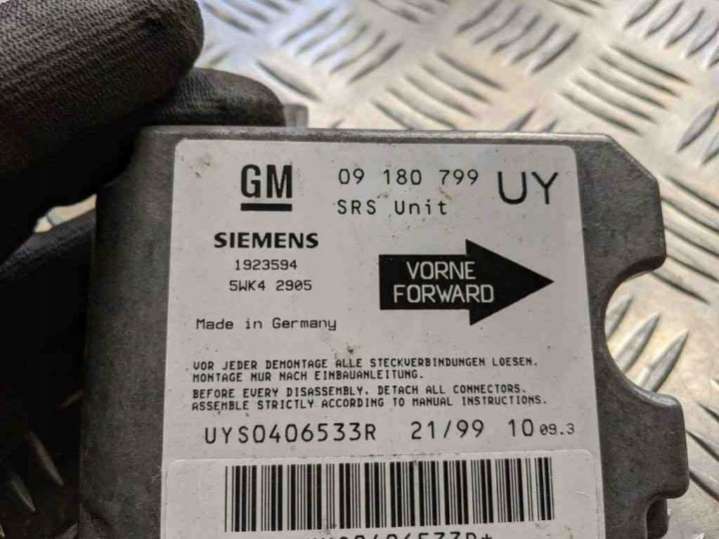 GM 09 180 799 UY
SRS Unit
SIEMENS
1923594
5WK4 2905
VORNE
FORWARD
Made in Germany
VOR JEDER DEMONTAGE ALLE STECKVERBINDUNGEN LOESEN.
MONTAGE NUR NACH EINBAUANLEITUNG.
BEFORE EVERY DISASSEMBLY, DETACH ALL CONNECTORS.
ASSEMBLE STRICTLY ACCORDING TO MANUAL INSTRUCTIONS.
UYS0406533R 21/99 10 09.3